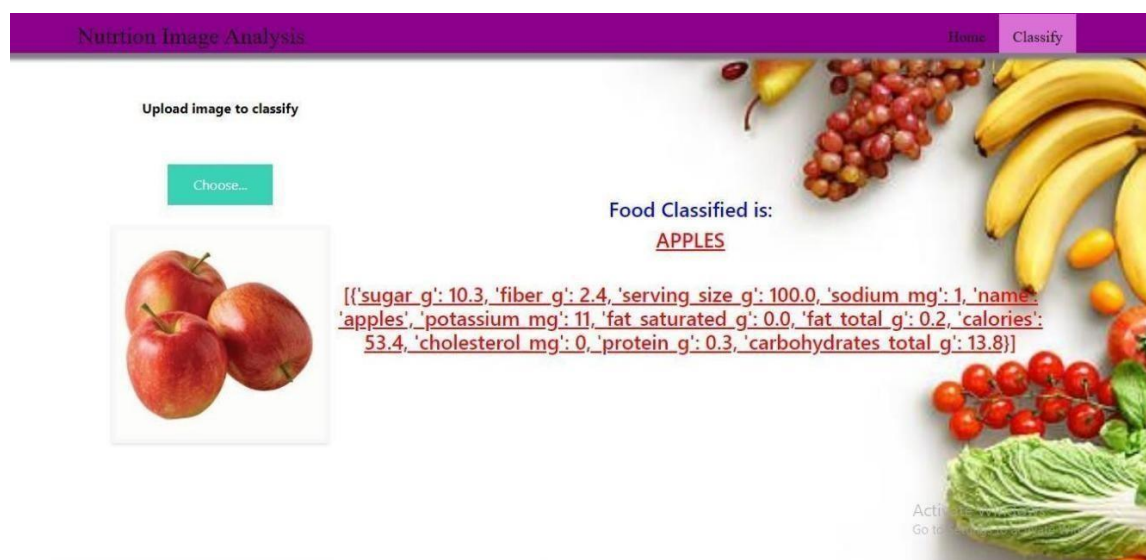 Nutrtion Image Analysis
Home
Classify
Upload image to classify
Choose...
Food Classified is:
APPLES
[{'sugar_g': 10.3, 'fiber_g': 2.4, 'serving_size_g': 100.0, 'sodium_mg': 1, 'name':
'apples', 'potassium_mg': 11, 'fat_saturated_g': 0.0, 'fat_total_g': 0.2, 'calories':
53.4, 'cholesterol_mg': 0, 'protein_g': 0.3, 'carbohydrates_total_g': 13.8}]
Go to